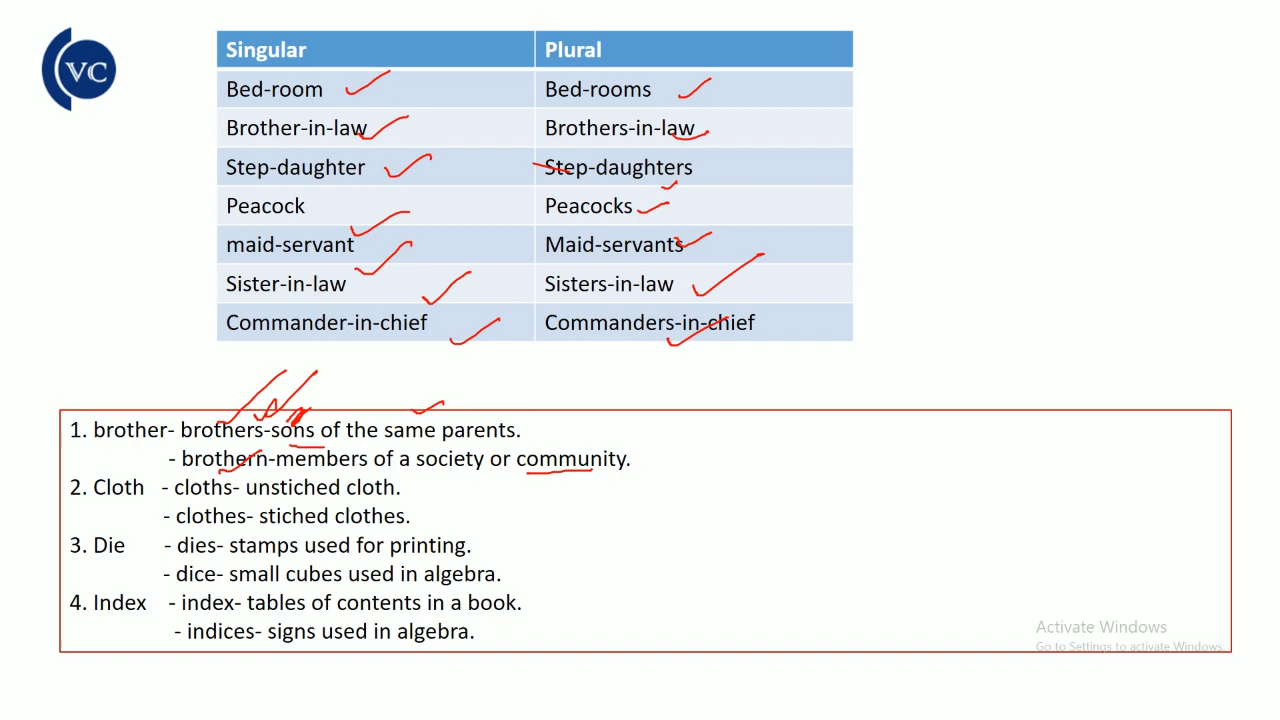 VC
Singular Plural
Bed-room Bed-rooms
Brother-in-law Brothers-in-law
Step-daughter Step-daughters
Peacock Peacocks
maid-servant Maid-servants
Sister-in-law Sisters-in-law
Commander-in-chief Commanders-in-chief
1. brother- brothers-sons of the same parents.
- brothern-members of a society or community.
2. Cloth - cloths- unstiched cloth.
- clothes- stiched clothes.
3. Die - dies- stamps used for printing.
- dice- small cubes used in algebra.
4. Index - index- tables of contents in a book.
- indices- signs used in algebra.
Activate Windows
Go to Settings to activate Windows.